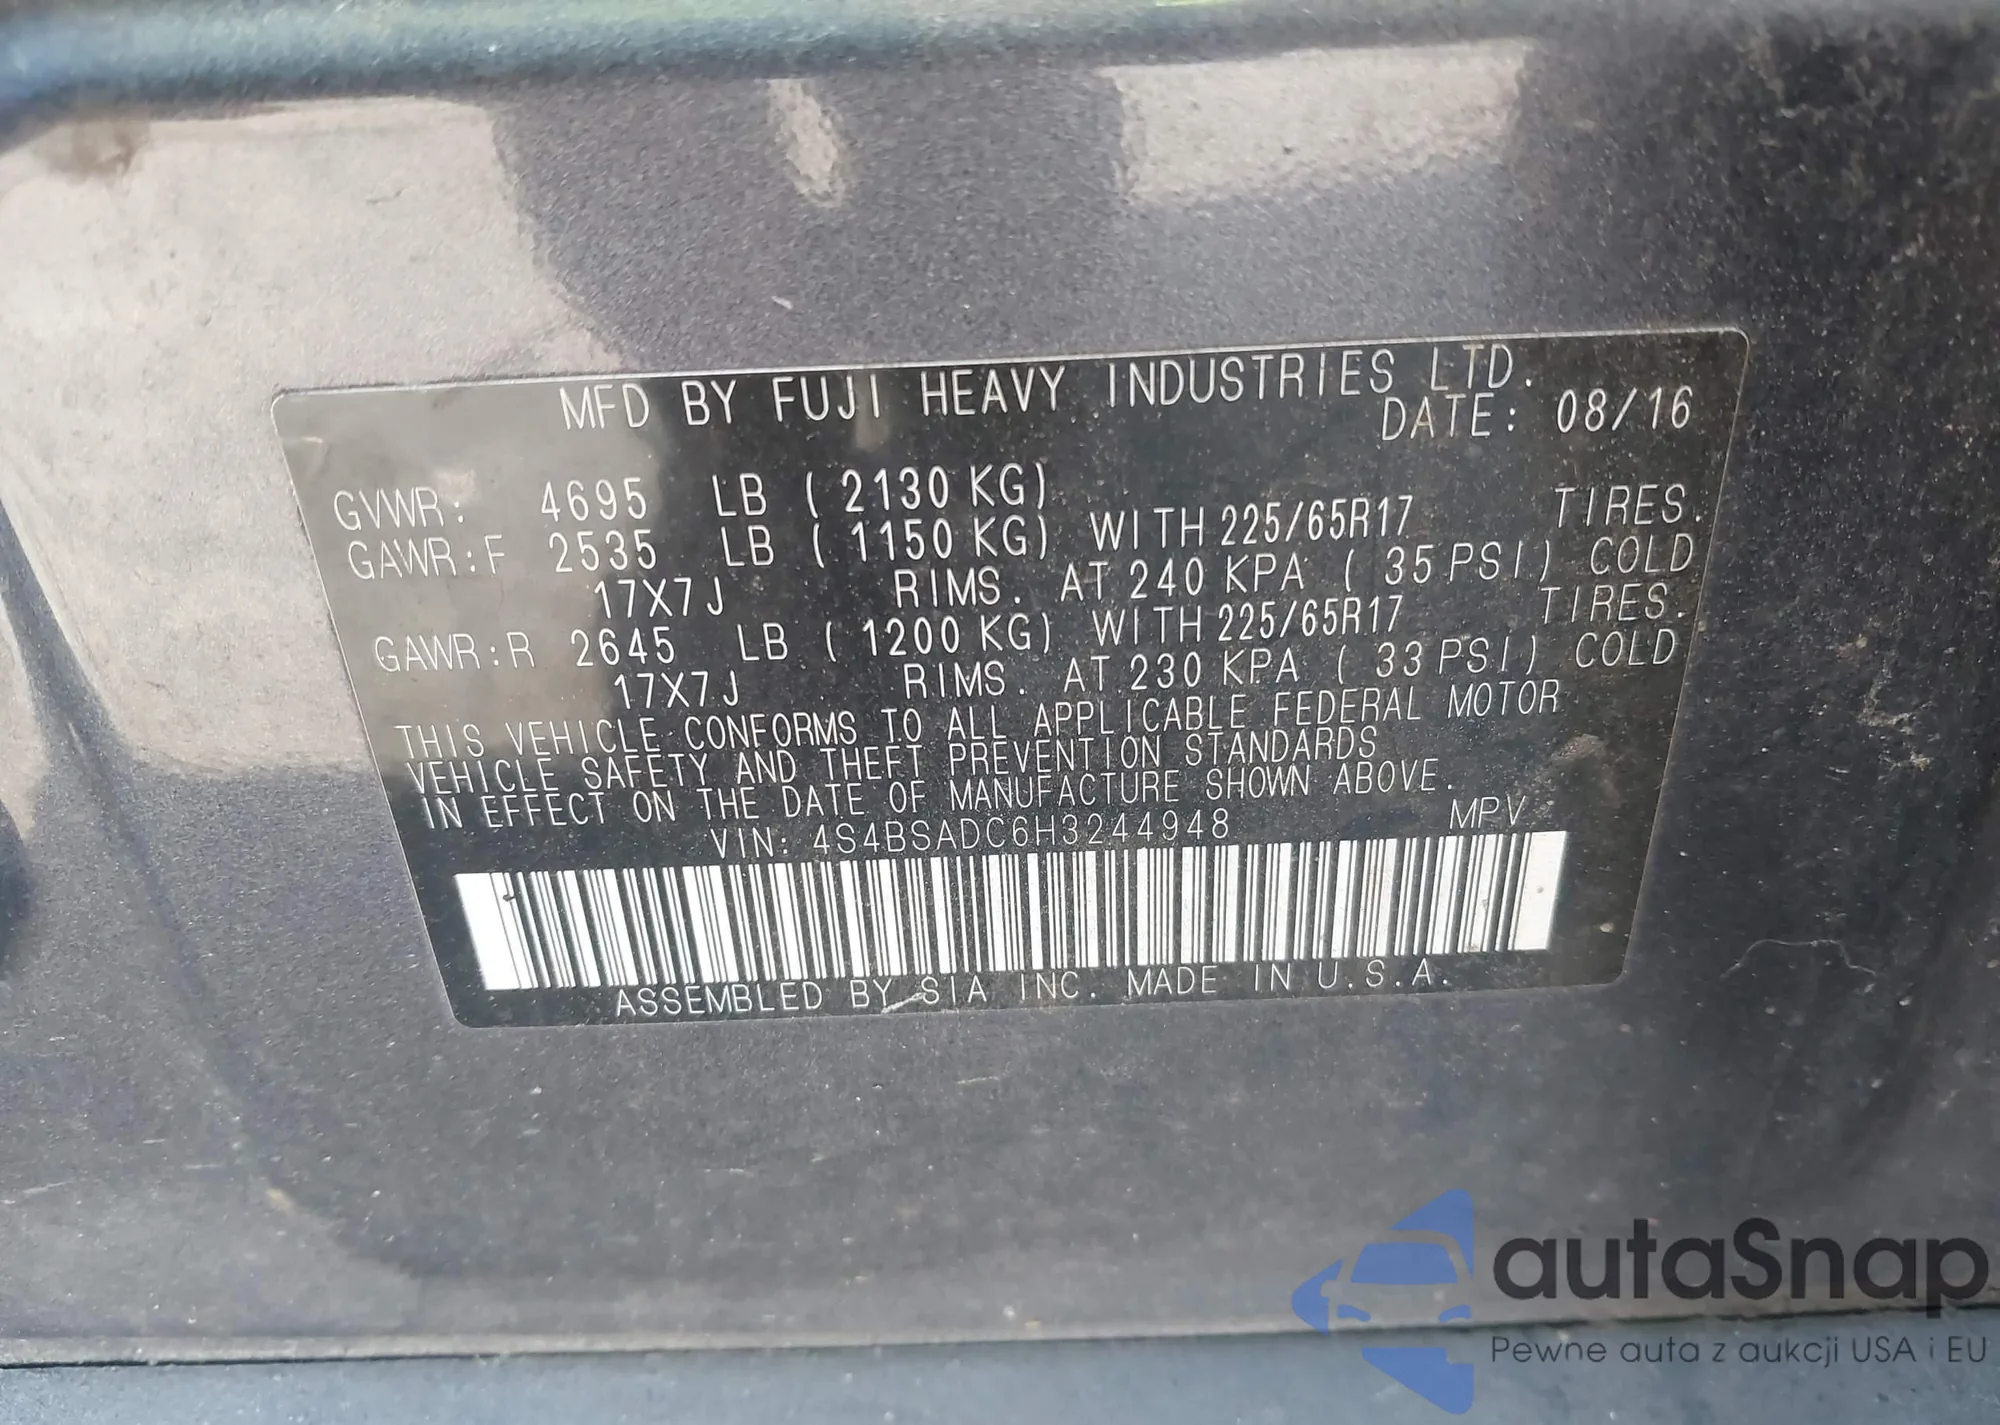 MFD BY FUJI HEAVY INDUSTRIES LTD.
DATE: 08/16
GVWR: 4695 LB ( 2130 KG)
GAWR:F 2535 LB ( 1150 KG) WITH 225/65R17 TIRES.
17X7J RIMS. AT 240 KPA ( 35 PSI) COLD
GAWR:R 2645 LB ( 1200 KG) WITH 225/65R17 TIRES.
17X7J RIMS. AT 230 KPA ( 33 PSI) COLD
THIS VEHICLE CONFORMS TO ALL APPLICABLE FEDERAL MOTOR
VEHICLE SAFETY AND THEFT PREVENTION STANDARDS
IN EFFECT ON THE DATE OF MANUFACTURE SHOWN ABOVE.
VIN: 4S4BSADC6H3244948 MPV
ASSEMBLED BY SIA INC. MADE IN U.S.A.
autaSnap
Pewne auta z aukcji USA i EU